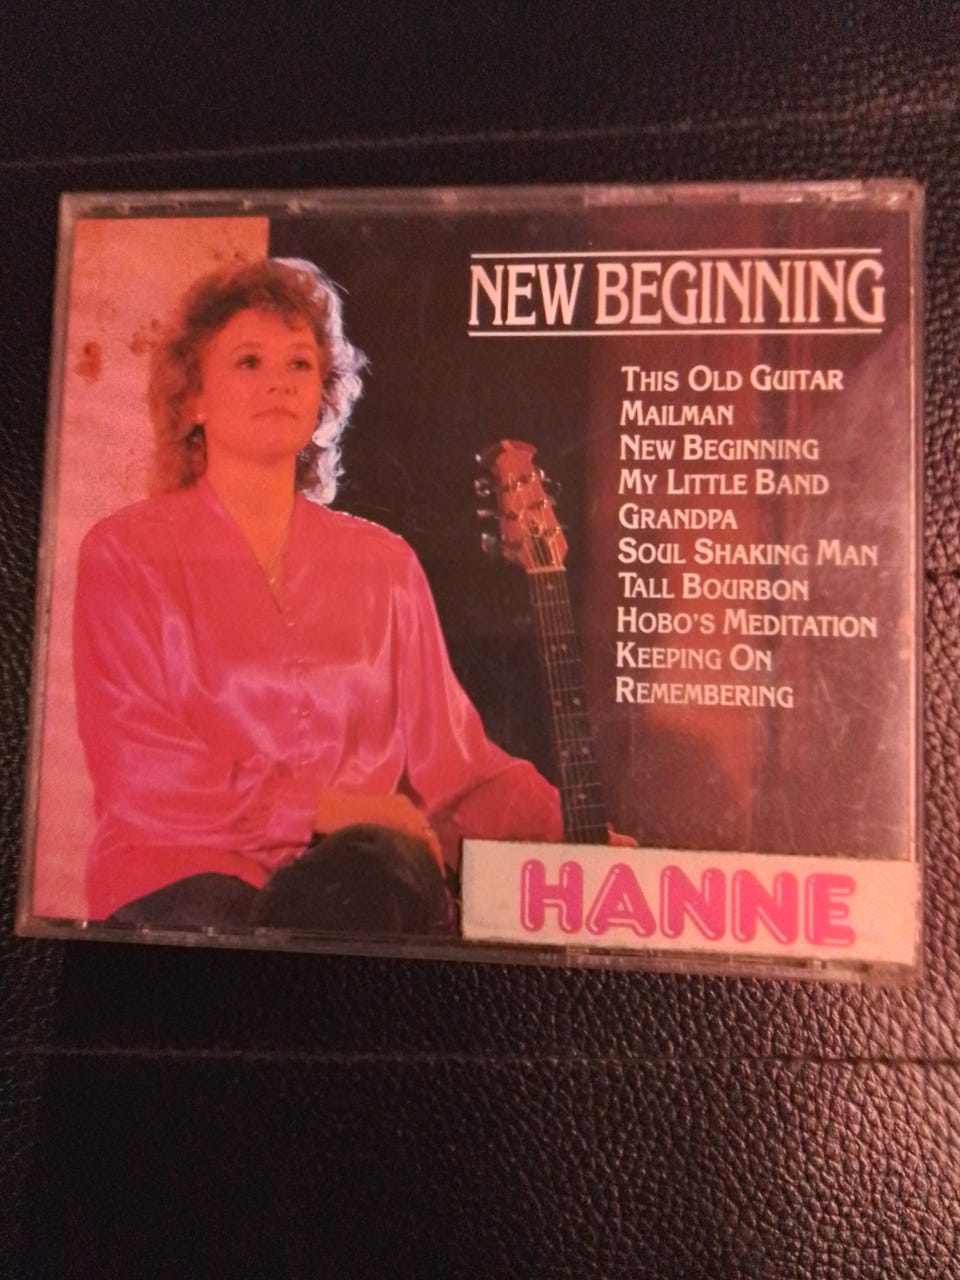 NEW BEGINNING
THIS OLD GUITAR
MAILMAN
NEW BEGINNING
MY LITTLE BAND
GRANDPA
SOUL SHAKING MAN
TALL BOURBON
HOBO'S MEDITATION
KEEPING ON
REMEMBERING
HANNE